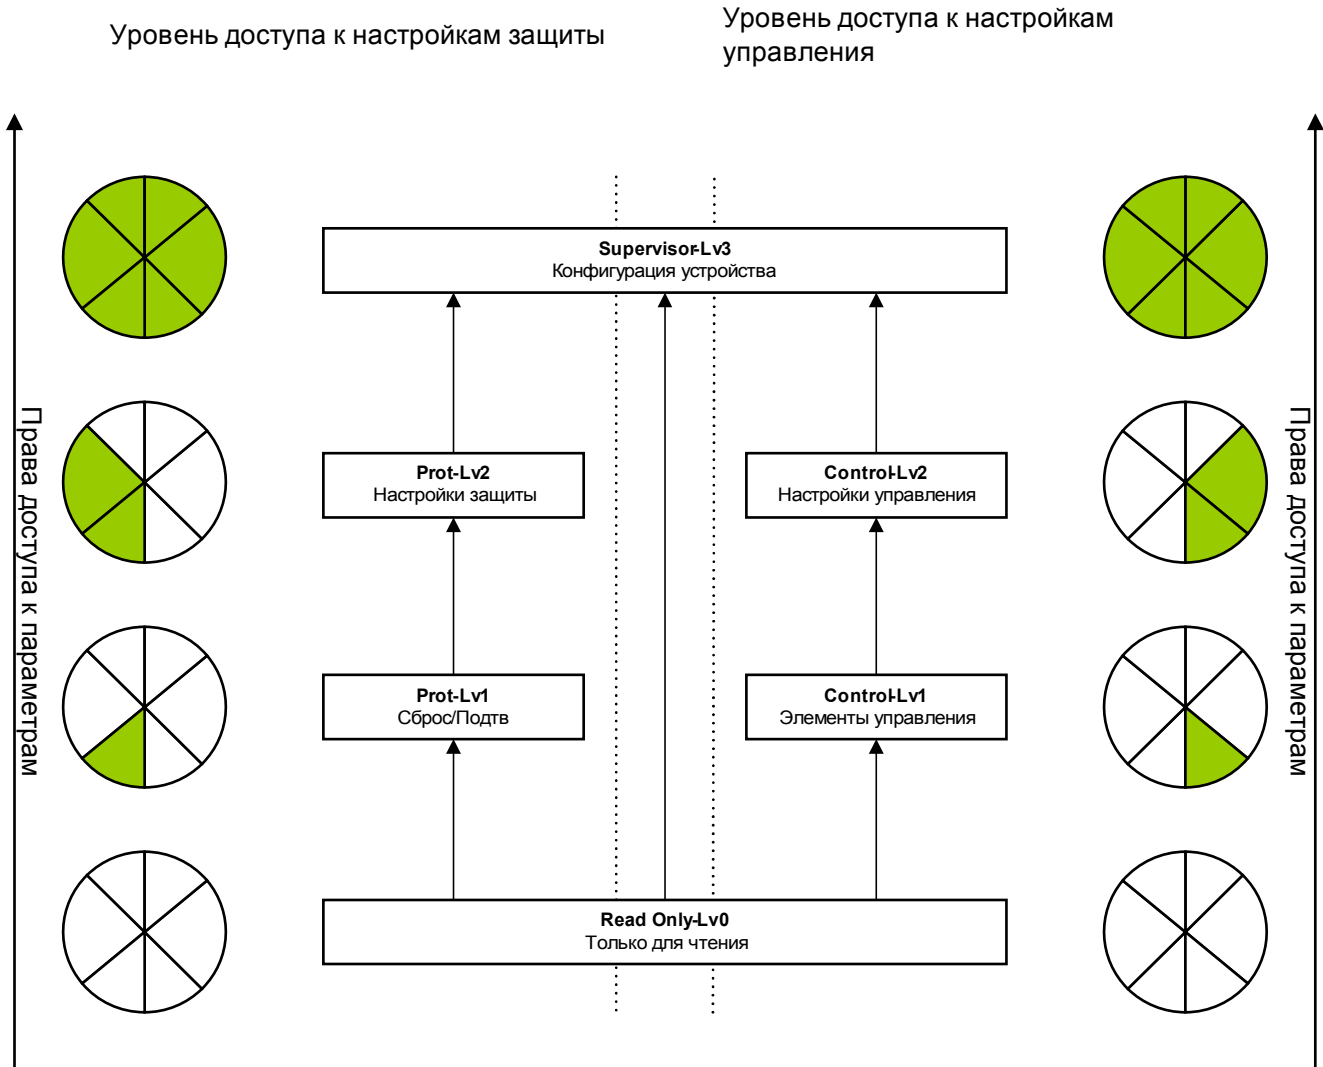 Уровень доступа к настройкам защиты
Уровень доступа к настройкам
управления
Supervisor-Lv3
Конфигурация устройства
Права доступа к параметрам
Права доступа к параметрам
Prot-Lv2
Настройки защиты
Control-Lv2
Настройки управления
Prot-Lv1
Сброс/Подтв
Control-Lv1
Элементы управления
Read Only-Lv0
Только для чтения